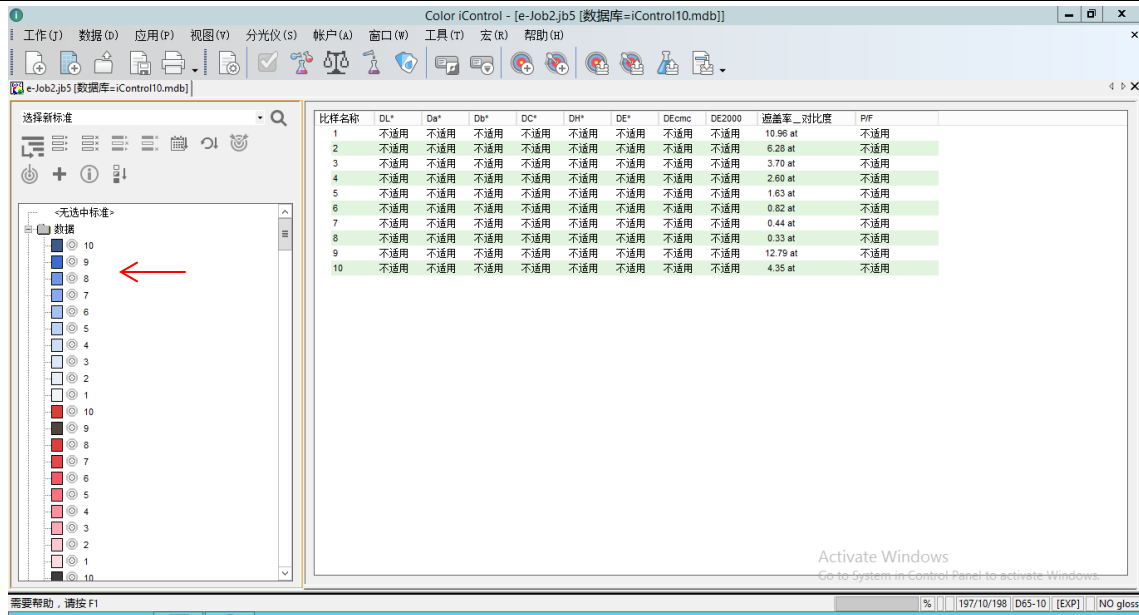 Color iControl - [e-Job2.jb5 [数据库=iControl10.mdb]]
工作(J) 数据(D) 应用(P) 视图(V) 分光仪(S) 帐户(A) 窗口(W) 工具(T) 宏(R) 帮助(H)
e-Job2.jb5 [数据库=iControl10.mdb]
选择新标准
<无选中标准>
数据
10
9
8
7
6
5
4
3
2
1
10
9
8
7
6
5
4
3
2
1
10
比样名称 DL* Da* Db* DC* DH* DE* DEcmc DE2000 遮盖率_对比度 P/F
1 不适用 不适用 不适用 不适用 不适用 不适用 不适用 不适用 10.96 at 不适用
2 不适用 不适用 不适用 不适用 不适用 不适用 不适用 不适用 6.28 at 不适用
3 不适用 不适用 不适用 不适用 不适用 不适用 不适用 不适用 3.70 at 不适用
4 不适用 不适用 不适用 不适用 不适用 不适用 不适用 不适用 2.60 at 不适用
5 不适用 不适用 不适用 不适用 不适用 不适用 不适用 不适用 1.63 at 不适用
6 不适用 不适用 不适用 不适用 不适用 不适用 不适用 不适用 0.82 at 不适用
7 不适用 不适用 不适用 不适用 不适用 不适用 不适用 不适用 0.44 at 不适用
8 不适用 不适用 不适用 不适用 不适用 不适用 不适用 不适用 0.33 at 不适用
9 不适用 不适用 不适用 不适用 不适用 不适用 不适用 不适用 12.79 at 不适用
10 不适用 不适用 不适用 不适用 不适用 不适用 不适用 不适用 4.35 at 不适用
Activate Windows
Go to System in Control Panel to activate Windows.
需要帮助，请按 F1
% 197/10/198 D65-10 [EXP] NO gloss